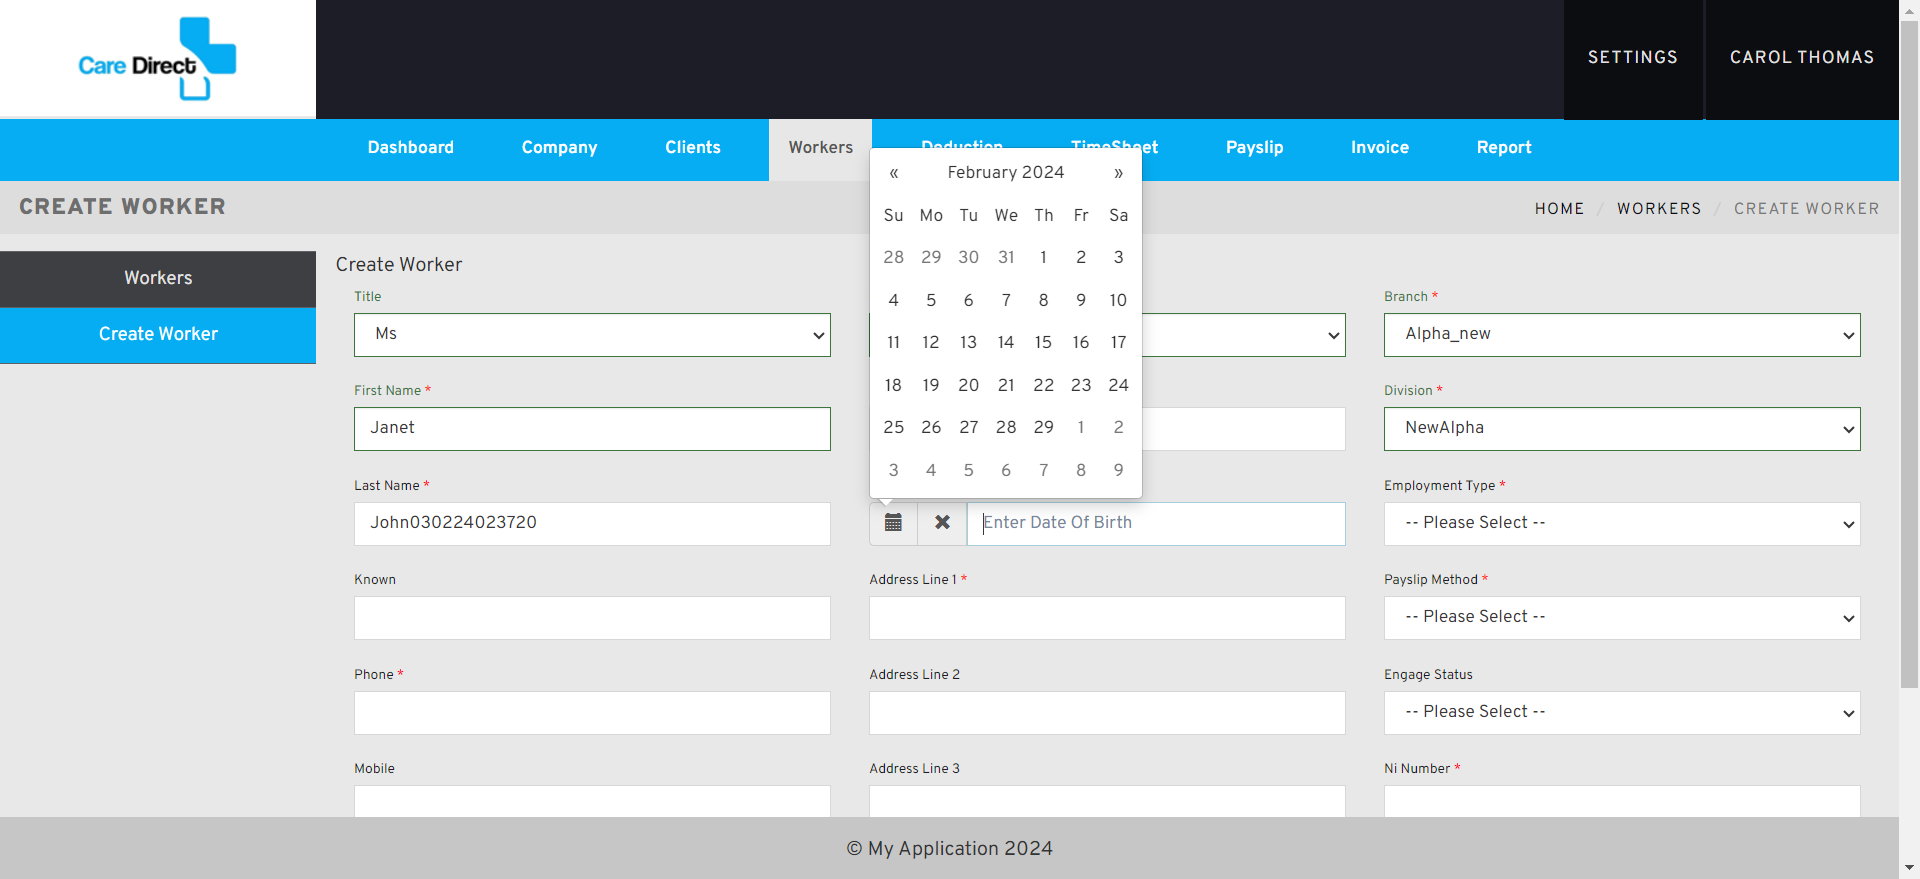 Care Direct
SETTINGS
CAROL THOMAS
Dashboard
Company
Clients
Workers
Deduction
TimeSheet
Payslip
Invoice
Report
CREATE WORKER
HOME / WORKERS / CREATE WORKER
Workers
Create Worker
Create Worker
Title
Ms
First Name *
Janet
Last Name *
John030224023720
Known
Phone *
Mobile
« February 2024 »
Su Mo Tu We Th Fr Sa
28 29 30 31 1 2 3
4 5 6 7 8 9 10
11 12 13 14 15 16 17
18 19 20 21 22 23 24
25 26 27 28 29 1 2
3 4 5 6 7 8 9
Enter Date Of Birth
Address Line 1 *
Address Line 2
Address Line 3
Branch *
Alpha_new
Division *
NewAlpha
Employment Type *
-- Please Select --
Payslip Method *
-- Please Select --
Engage Status
-- Please Select --
Ni Number *
© My Application 2024